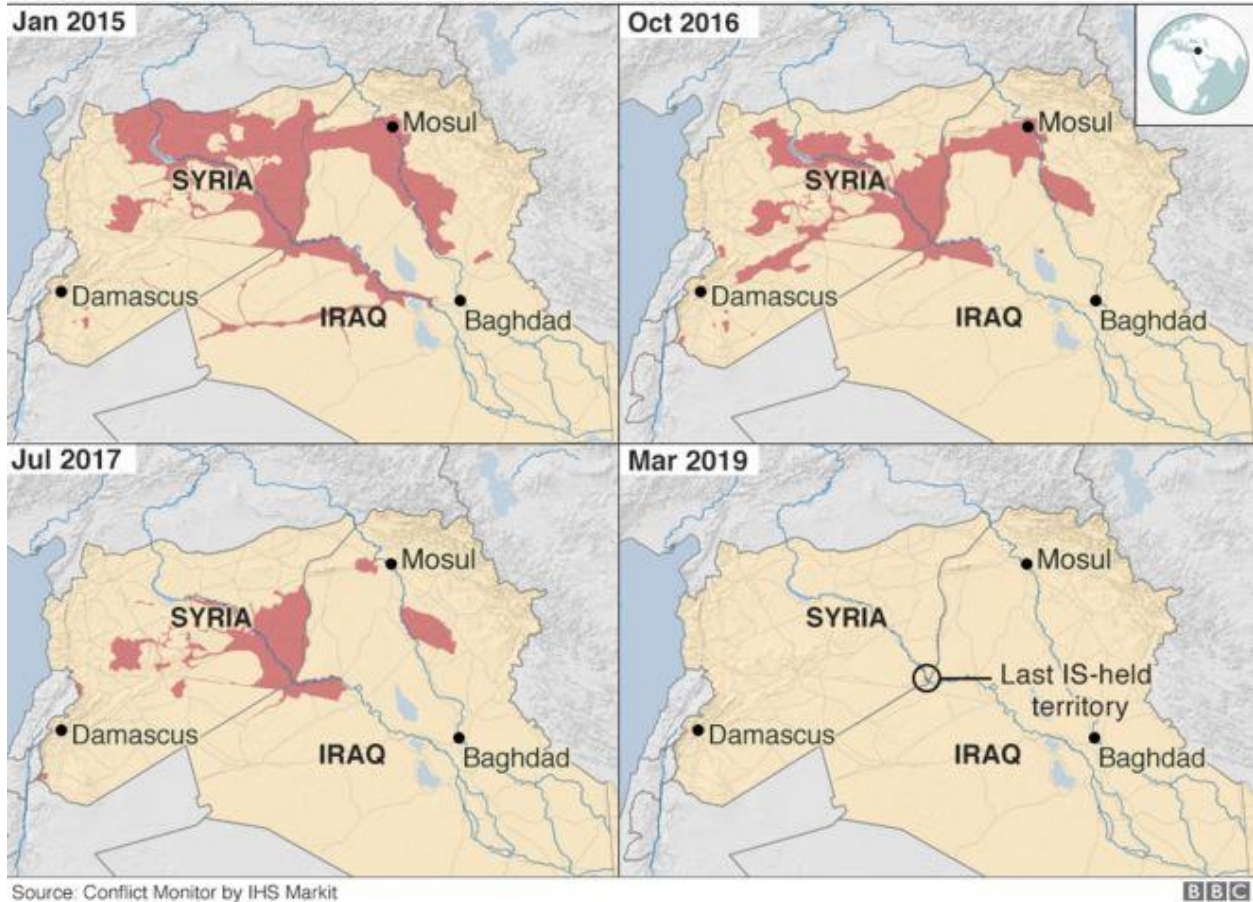 Jan 2015
Mosul
SYRIA
Damascus
IRAQ
Baghdad
Oct 2016
Mosul
SYRIA
Damascus
IRAQ
Baghdad
Jul 2017
Mosul
SYRIA
Damascus
IRAQ
Baghdad
Mar 2019
Mosul
SYRIA
Last IS-held
territory
Damascus
IRAQ
Baghdad
Source: Conflict Monitor by IHS Markit
BBC